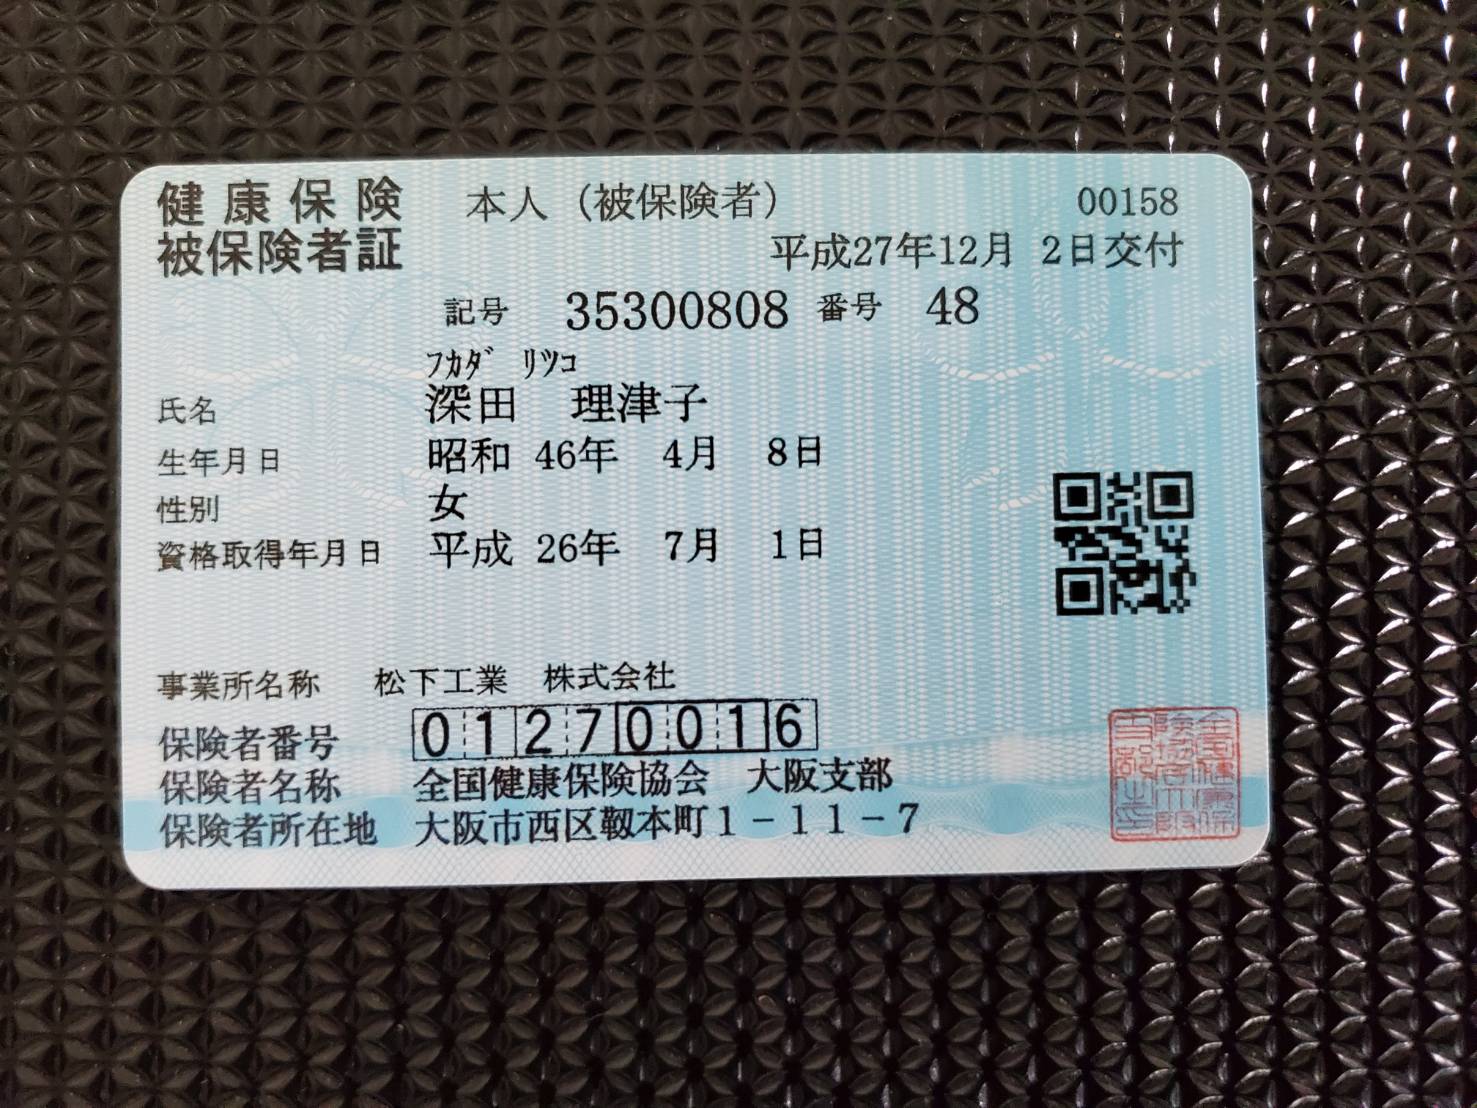 健康保険 本人（被保険者） 00158
被保険者証 平成27年12月 2日交付
記号 35300808 番号 48
ﾌｶﾀﾞ ﾘﾂｺ
氏名 深田 理津子
生年月日 昭和 46年 4月 8日
性別 女
資格取得年月日 平成 26年 7月 1日
事業所名称 松下工業 株式会社
保険者番号 01270016
保険者名称 全国健康保険協会 大阪支部
保険者所在地 大阪市西区靱本町1－11－7